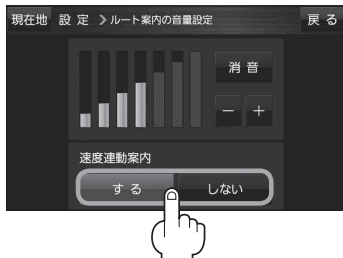 現在地 設定 ＞ルート案内の音量設定 戻る
消音
－ ＋
速度連動案内
する しない